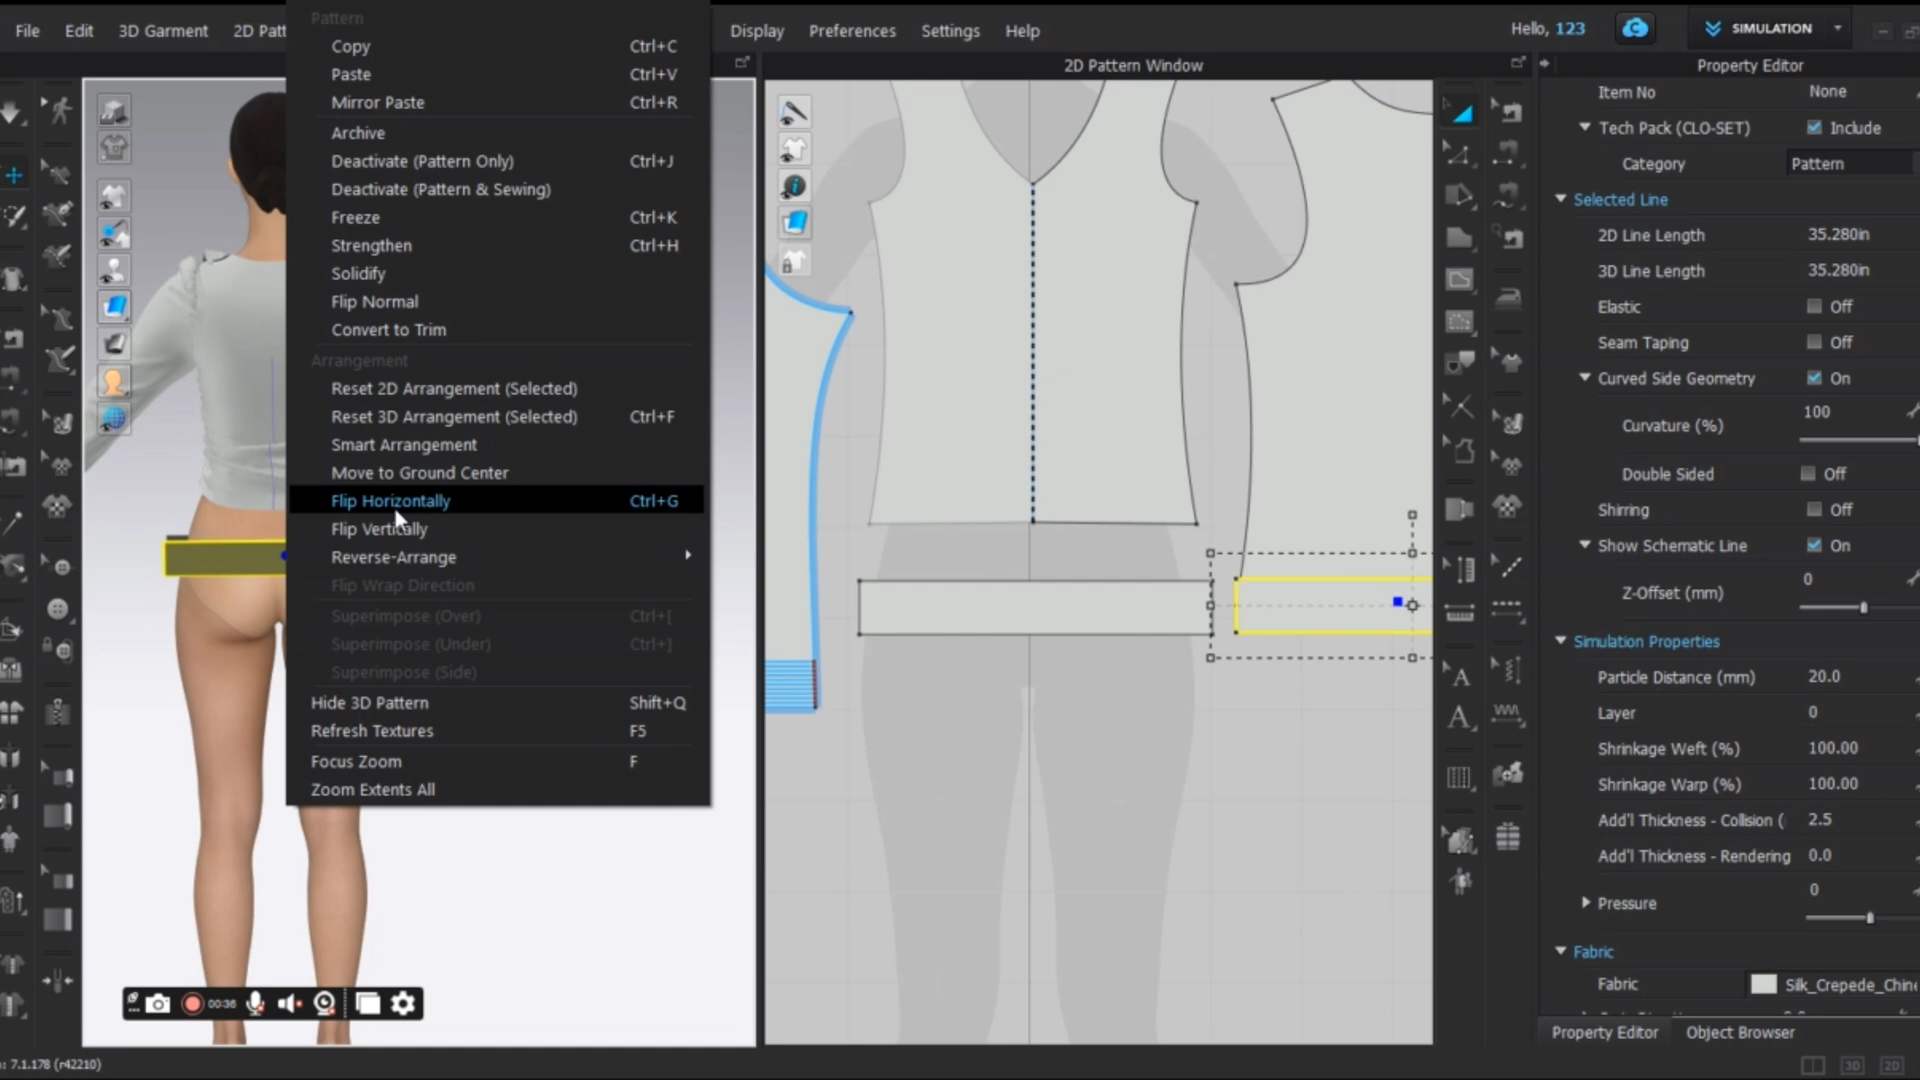 File Edit 3D Garment 2D Patt
Display Preferences Settings Help
Hello, 123
SIMULATION
Pattern
Copy Ctrl+C
Paste Ctrl+V
Mirror Paste Ctrl+R
Archive
Deactivate (Pattern Only) Ctrl+J
Deactivate (Pattern & Sewing)
Freeze Ctrl+K
Strengthen Ctrl+H
Solidify
Flip Normal
Convert to Trim
Arrangement
Reset 2D Arrangement (Selected)
Reset 3D Arrangement (Selected) Ctrl+F
Smart Arrangement
Move to Ground Center
Flip Horizontally Ctrl+G
Flip Vertically
Reverse-Arrange
Flip Wrap Direction
Superimpose (Over) Ctrl+[
Superimpose (Under) Ctrl+]
Superimpose (Side)
Hide 3D Pattern Shift+Q
Refresh Textures F5
Focus Zoom F
Zoom Extents All
00:36
: 7.1.178 (r42210)
2D Pattern Window
A
A
Property Editor
Item No None
Tech Pack (CLO-SET) Include
Category Pattern
Selected Line
2D Line Length 35.280in
3D Line Length 35.280in
Elastic Off
Seam Taping Off
Curved Side Geometry On
Curvature (%) 100
Double Sided Off
Shirring Off
Show Schematic Line On
Z-Offset (mm) 0
Simulation Properties
Particle Distance (mm) 20.0
Layer 0
Shrinkage Weft (%) 100.00
Shrinkage Warp (%) 100.00
Add'l Thickness - Collision ( 2.5
Add'l Thickness - Rendering 0.0
Pressure 0
Fabric
Fabric Silk_Crepede_Chin
Property Editor Object Browser
3D 2D